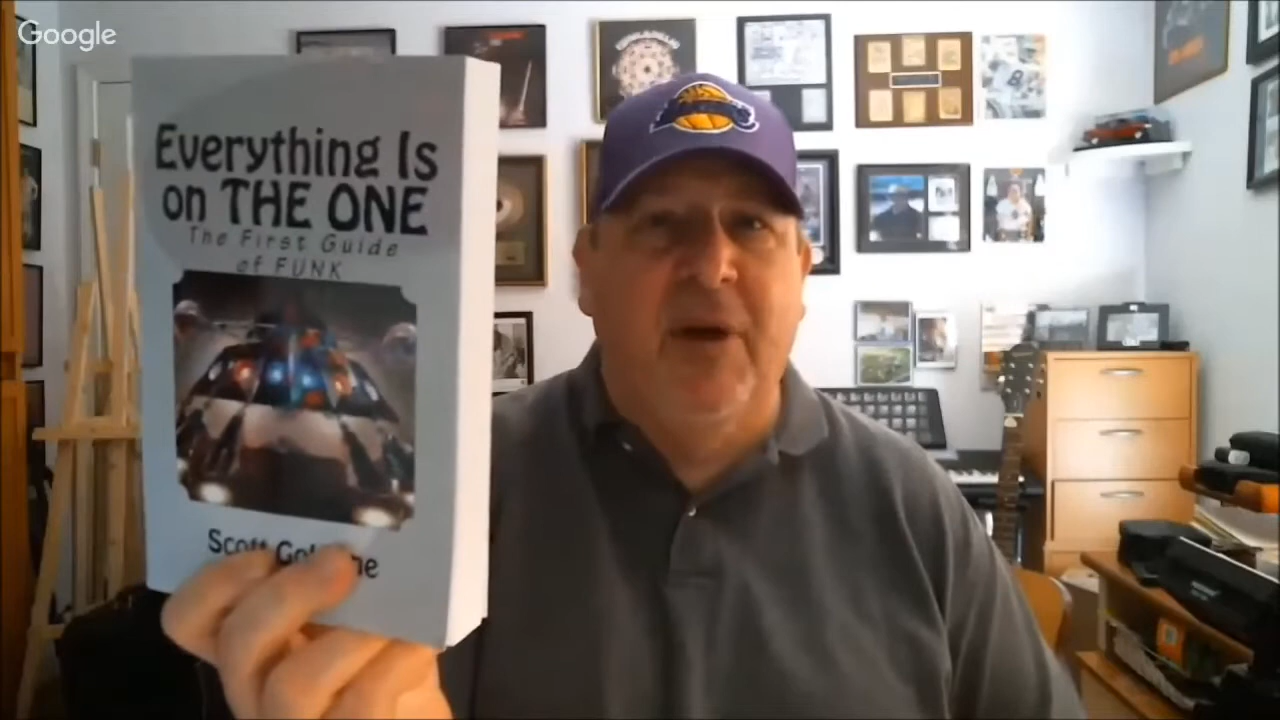 Google
Everything Is
on THE ONE
The First Guide
of FUNK
Scott